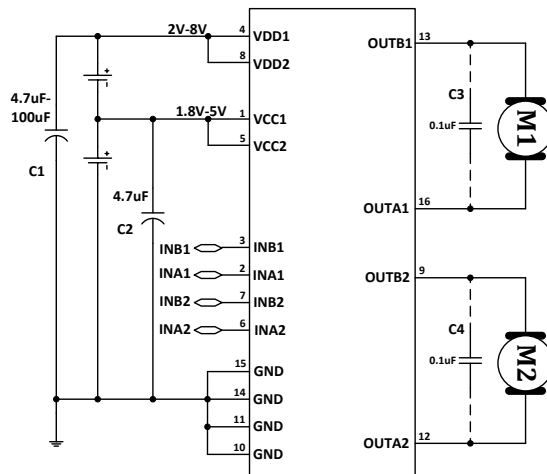 2V-8V
4
VDD1
8
VDD2
4.7uF-
100uF
C1
+
-
+
-
1.8V-5V
1
VCC1
5
VCC2
4.7uF
C2
INB1
3
INB1
INA1
2
INA1
INB2
7
INB2
INA2
6
INA2
15
GND
14
GND
11
GND
10
GND
OUTB1
13
C3
0.1uF
M1
OUTA1
16
OUTB2
9
C4
0.1uF
M2
OUTA2
12